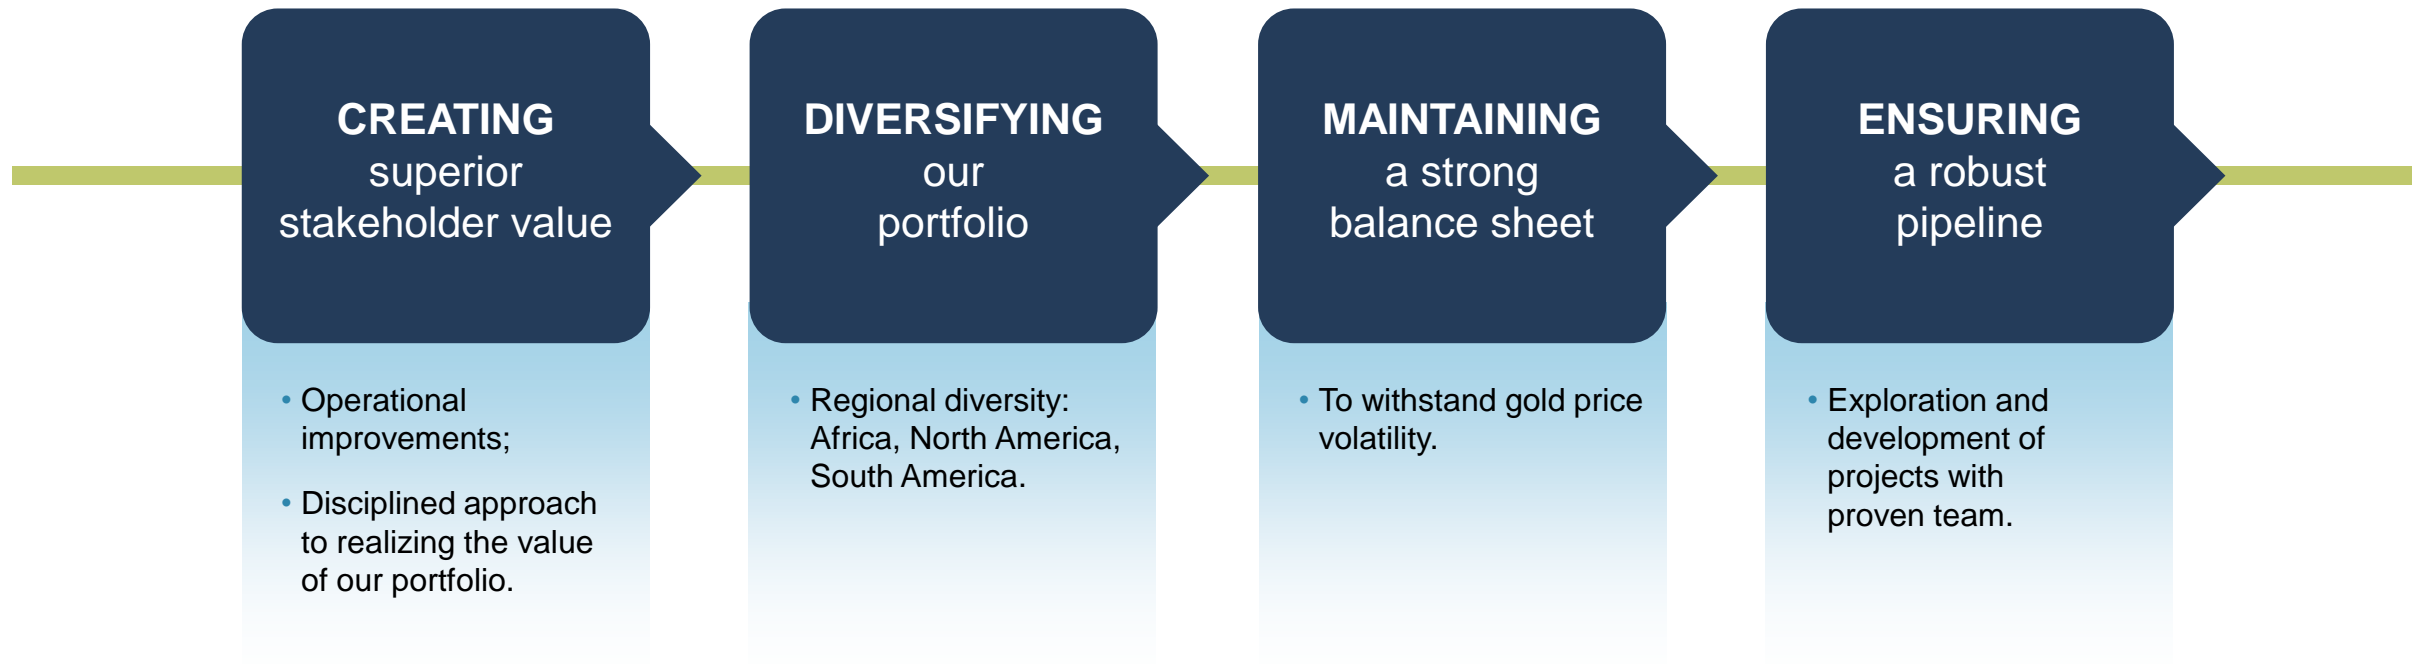 CREATING
superior
stakeholder value
• Operational
improvements;
• Disciplined approach
to realizing the value
of our portfolio.
DIVERSIFYING
our
portfolio
• Regional diversity:
Africa, North America,
South America.
MAINTAINING
a strong
balance sheet
• To withstand gold price
volatility.
ENSURING
a robust
pipeline
• Exploration and
development of
projects with
proven team.